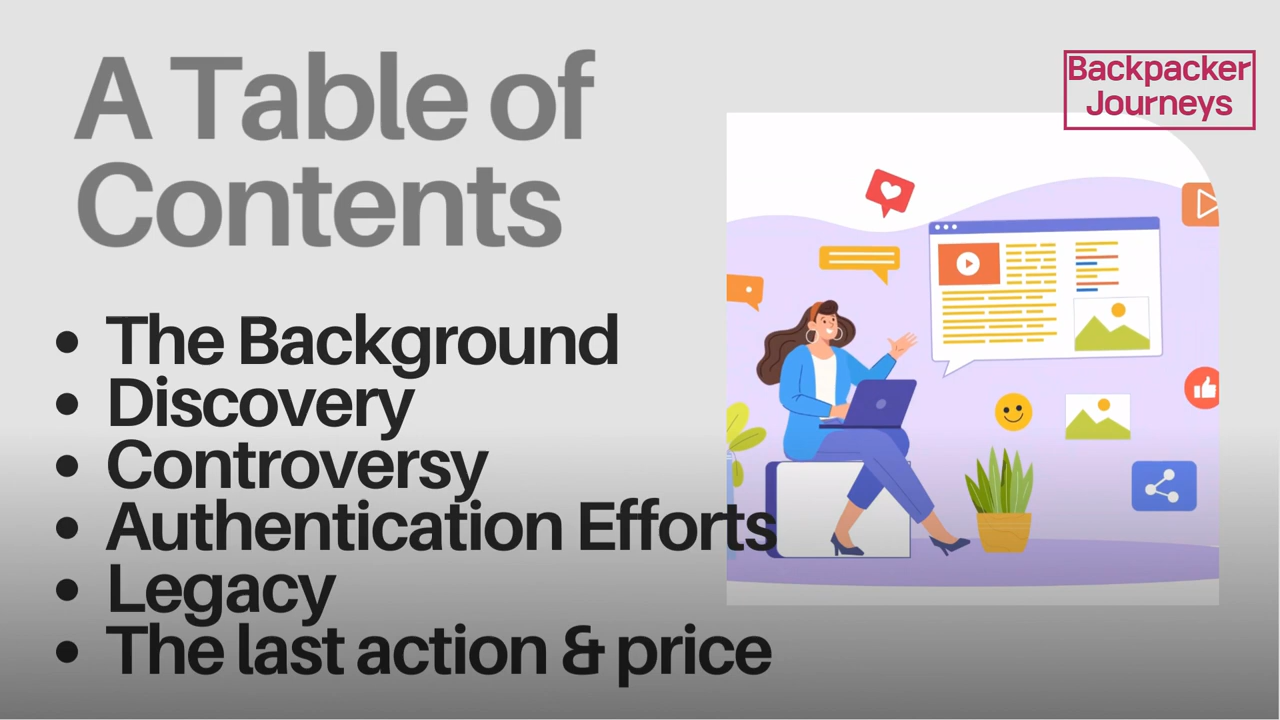 A Table of
Contents
Backpacker
Journeys
The Background
Discovery
Controversy
Authentication Efforts
Legacy
The last action & price